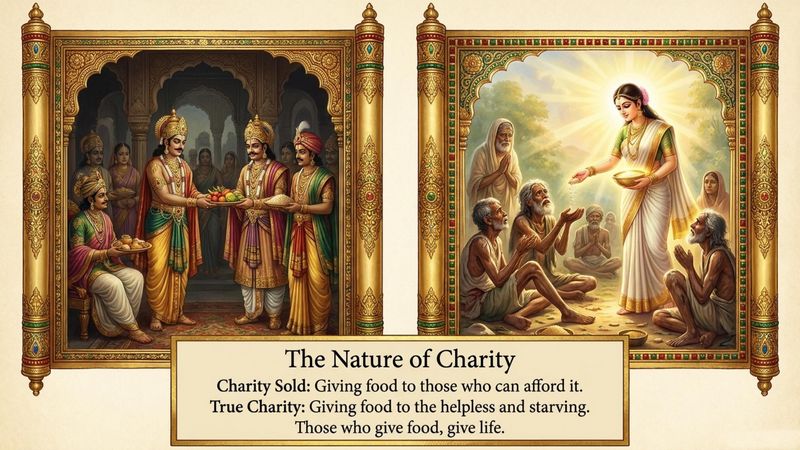 The Nature of Charity
Charity Sold: Giving food to those who can afford it.
True Charity: Giving food to the helpless and starving.
Those who give food, give life.